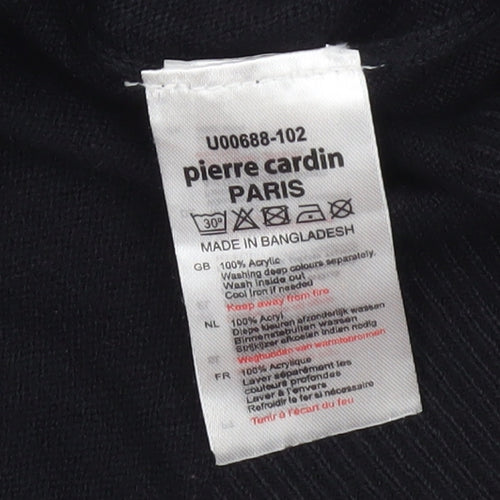 U00688-102
pierre cardin
PARIS
30°
MADE IN BANGLADESH
GB 100% Acrylic
Washing deep colours separately.
Wash inside out
Cool Iron if needed
Keep away from fire
NL 100% Acryl
Diepe kleuren afzonderlijk wassen
Binnenstebuiten wassen
Strijkijzer afkoelen indien nodig
Weghouden van warmtebronnen
FR 100% Acrylique
Laver séparément les
couleurs profondes
Laver à l'envers
Refroidir le fer si nécessaire
Tenir à l'écart du feu